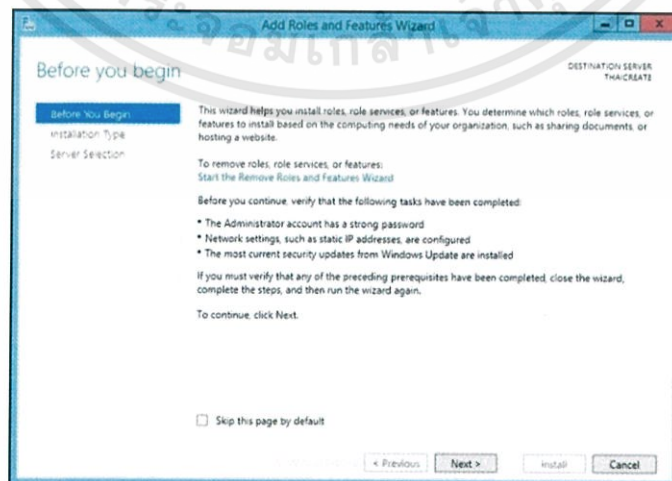 Add Roles and Features Wizard
Before you begin
DESTINATION SERVER
THAICREATE
Before You Begin
Installation Type
Server Selection
This wizard helps you install roles, role services, or features. You determine which roles, role services, or
features to install based on the computing needs of your organization, such as sharing documents, or
hosting a website.
To remove roles, role services, or features:
Start the Remove Roles and Features Wizard
Before you continue, verify that the following tasks have been completed:
• The Administrator account has a strong password
• Network settings, such as static IP addresses, are configured
• The most current security updates from Windows Update are installed
If you must verify that any of the preceding prerequisites have been completed, close the wizard,
complete the steps, and then run the wizard again.
To continue, click Next.
Skip this page by default
< Previous Next > Install Cancel